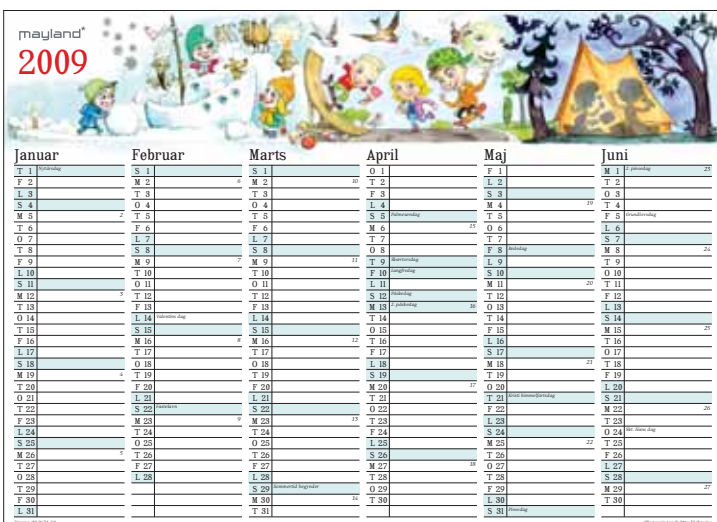 mayland
2009
Januar
T 1 Nytårsdag
F 2
L 3
S 4
M 5 2
T 6
O 7
T 8
F 9
L 10
S 11
M 12 3
T 13
O 14
T 15
F 16
L 17
S 18
M 19 4
T 20
O 21
T 22
F 23
L 24
S 25
M 26 5
T 27
O 28
T 29
F 30
L 31
Februar
S 1
M 2 6
T 3
O 4
T 5
F 6
L 7
S 8
M 9 7
T 10
O 11
T 12
F 13
L 14 Valentins dag
S 15
M 16 8
T 17
O 18
T 19
F 20
L 21
S 22 Fastelavn
M 23 9
T 24
O 25
T 26
F 27
L 28
Marts
S 1
M 2 10
T 3
O 4
T 5
F 6
L 7
S 8
M 9 11
T 10
O 11
T 12
F 13
L 14
S 15
M 16 12
T 17
O 18
T 19
F 20
L 21
S 22
M 23 13
T 24
O 25
T 26
F 27
L 28
S 29 Sommertid begynder
M 30 14
T 31
April
O 1
T 2
F 3
L 4
S 5 Palmesøndag
M 6 15
T 7
O 8
T 9 Skærtorsdag
F 10 Langfredag
L 11
S 12 Påskedag
M 13 2. påskedag 16
T 14
O 15
T 16
F 17
L 18
S 19
M 20 17
T 21
O 22
T 23
F 24
L 25
S 26
M 27 18
T 28
O 29
T 30
Maj
F 1
L 2
S 3
M 4 19
T 5
O 6
T 7
F 8 Bededag
L 9
S 10
M 11 20
T 12
O 13
T 14
F 15
L 16
S 17
M 18 21
T 19
O 20
T 21 Kristi himmelfartsdag
F 22
L 23
S 24
M 25 22
T 26
O 27
T 28
F 29
L 30
S 31 Pinsedag
Juni
M 1 2. pinsedag 23
T 2
O 3
T 4
F 5 Grundlovsdag
L 6
S 7
M 8 24
T 9
O 10
T 11
F 12
L 13
S 14
M 15 25
T 16
O 17
T 18
F 19
L 20
S 21
M 22 26
T 23
O 24 Skt. Hans dag
T 25
F 26
L 27
S 28
M 29 27
T 30